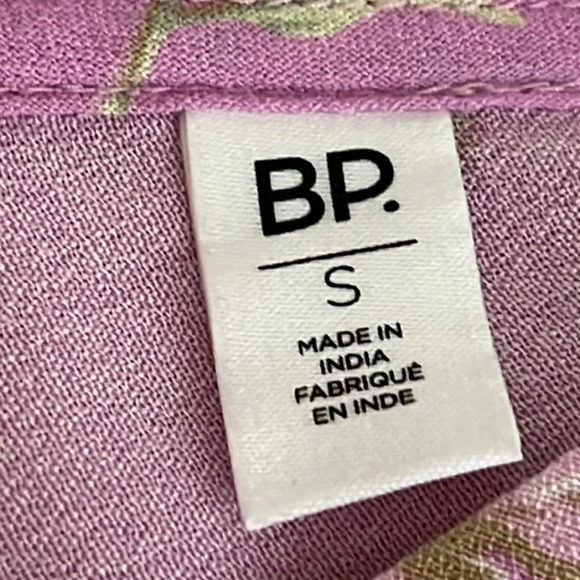 BP.
S
MADE IN
INDIA
FABRIQUÉ
EN INDE